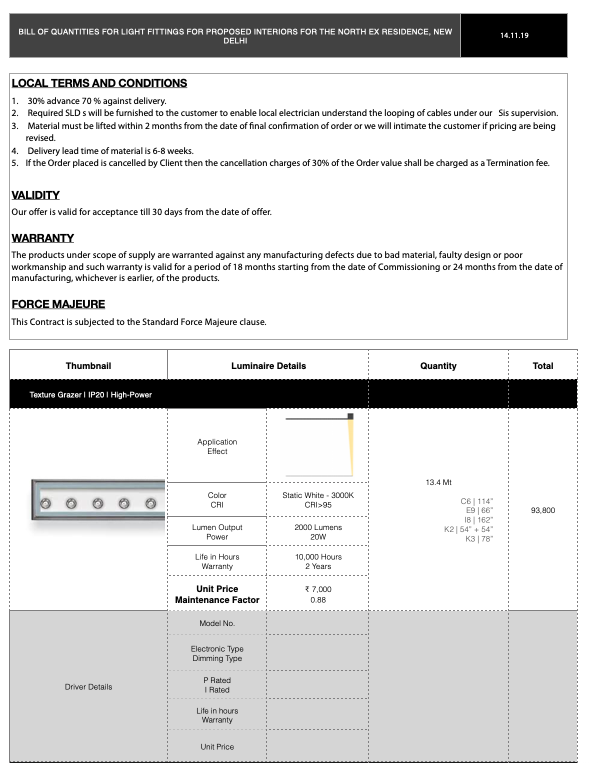 BILL OF QUANTITIES FOR LIGHT FITTINGS FOR PROPOSED INTERIORS FOR THE NORTH EX RESIDENCE, NEW
DELHI
14.11.19
LOCAL TERMS AND CONDITIONS
1. 30% advance 70 % against delivery.
2. Required SLD s will be furnished to the customer to enable local electrician understand the looping of cables under our Sis supervision.
3. Material must be lifted within 2 months from the date of final confirmation of order or we will intimate the customer if pricing are being
revised.
4. Delivery lead time of material is 6-8 weeks.
5. If the Order placed is cancelled by Client then the cancellation charges of 30% of the Order value shall be charged as a Termination fee.
VALIDITY
Our offer is valid for acceptance till 30 days from the date of offer.
WARRANTY
The products under scope of supply are warranted against any manufacturing defects due to bad material, faulty design or poor
workmanship and such warranty is valid for a period of 18 months starting from the date of Commissioning or 24 months from the date of
manufacturing, whichever is earlier, of the products.
FORCE MAJEURE
This Contract is subjected to the Standard Force Majeure clause.
Thumbnail Luminaire Details Quantity Total
Texture Grazer | IP20 | High-Power
Application
Effect
Color
CRI
Static White - 3000K
CRI>95
Lumen Output
Power
2000 Lumens
20W
Life in Hours
Warranty
10,000 Hours
2 Years
Unit Price
Maintenance Factor
₹ 7,000
0.88
13.4 Mt
C6 | 114"
E9 | 66"
I8 | 162"
K2 | 54" + 54"
K3 | 78"
93,800
Driver Details
Model No.
Electronic Type
Dimming Type
P Rated
I Rated
Life in hours
Warranty
Unit Price